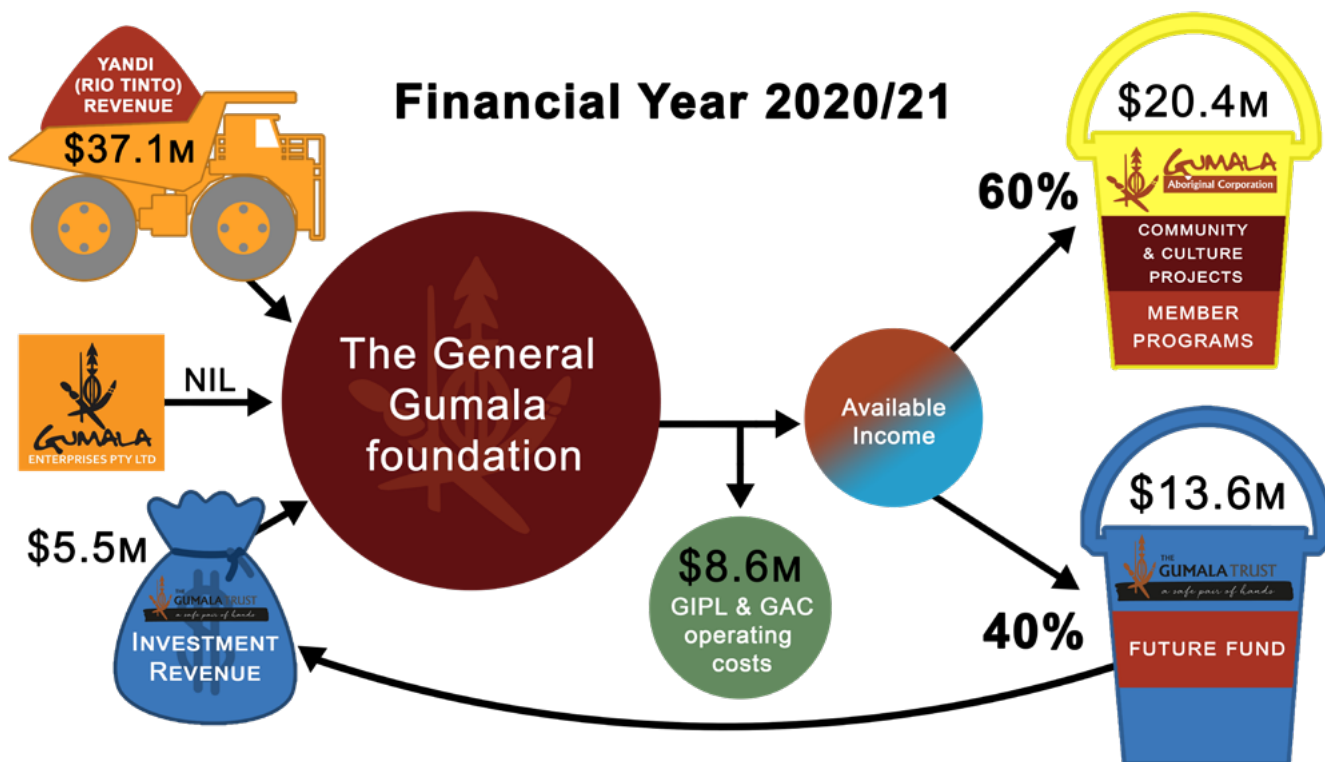 Financial Year 2020/21
YANDI
(RIO TINTO)
REVENUE
$37.1M
NIL
GUMALA
ENTERPRISES PTY LTD
$5.5M
THE
GUMALA TRUST
a safe pair of hands
INVESTMENT
REVENUE
The General
Gumala
foundation
$8.6M
GIPL & GAC
operating
costs
Available
Income
60%
$20.4M
GUMALA
Aboriginal Corporation
COMMUNITY
& CULTURE
PROJECTS
MEMBER
PROGRAMS
40%
$13.6M
THE
GUMALA TRUST
a safe pair of hands
FUTURE FUND